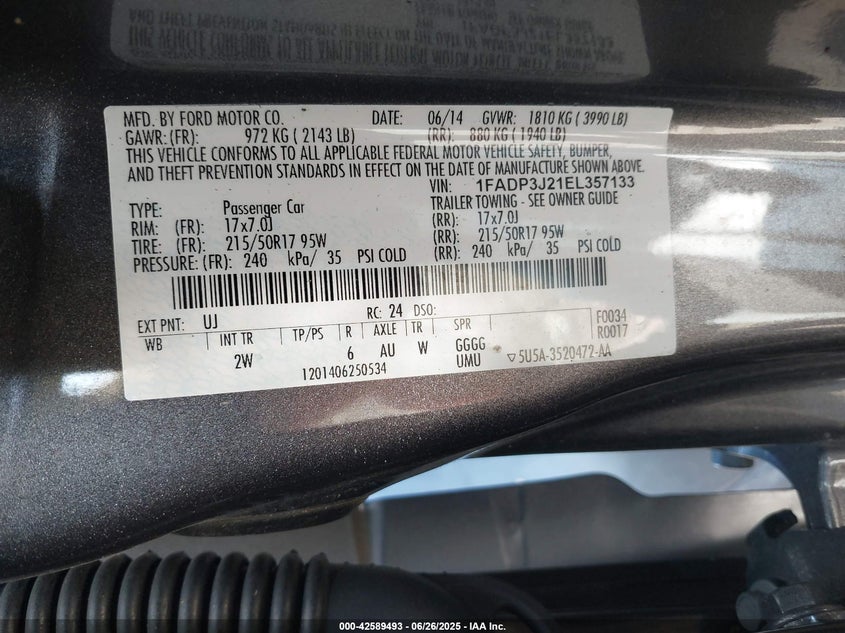 MFD. BY FORD MOTOR CO. DATE: 06/14 GVWR: 1810 KG ( 3990 LB)
GAWR: (FR): 972 KG ( 2143 LB) (RR): 880 KG ( 1940 LB)
THIS VEHICLE CONFORMS TO ALL APPLICABLE FEDERAL MOTOR VEHICLE SAFETY, BUMPER,
AND THEFT PREVENTION STANDARDS IN EFFECT ON THE DATE OF MANUFACTURE SHOWN ABOVE.
VIN: 1FADP3J21EL357133
TYPE: Passenger Car TRAILER TOWING - SEE OWNER GUIDE
RIM: (FR): 17x7.0J (RR): 17x7.0J
TIRE: (FR): 215/50R17 95W (RR): 215/50R17 95W
PRESSURE: (FR): 240 kPa/ 35 PSI COLD (RR): 240 kPa/ 35 PSI COLD
EXT PNT: UJ RC: 24 DSO: F0034
WB INT TR TP/PS R AXLE TR SPR R0017
2W 6 AU W GGGG
UMU 5U5A-3520472-AA
1201406250534
000-42589493 - 06/26/2025 - IAA Inc.